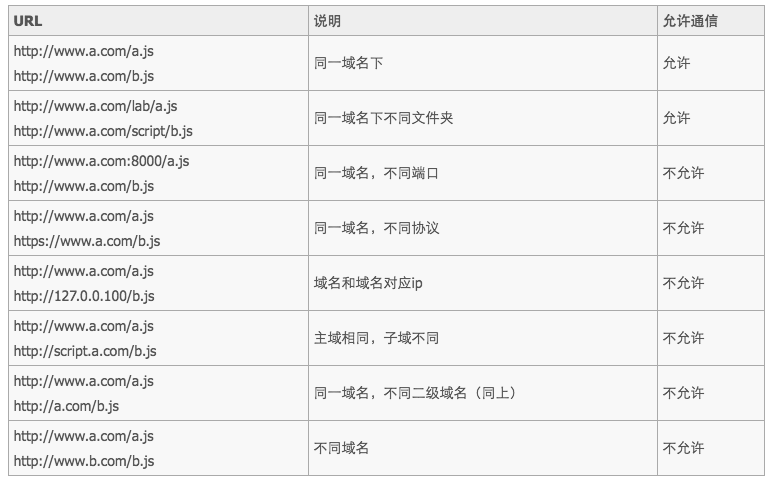 URL 说明 允许通信
http://www.a.com/a.js
http://www.a.com/b.js
同一域名下
允许
http://www.a.com/lab/a.js
http://www.a.com/script/b.js
同一域名下不同文件夹
允许
http://www.a.com:8000/a.js
http://www.a.com/b.js
同一域名，不同端口
不允许
http://www.a.com/a.js
https://www.a.com/b.js
同一域名，不同协议
不允许
http://www.a.com/a.js
http://127.0.0.100/b.js
域名和域名对应ip
不允许
http://www.a.com/a.js
http://script.a.com/b.js
主域相同，子域不同
不允许
http://www.a.com/a.js
http://a.com/b.js
同一域名，不同二级域名（同上）
不允许
http://www.a.com/a.js
http://www.b.com/b.js
不同域名
不允许